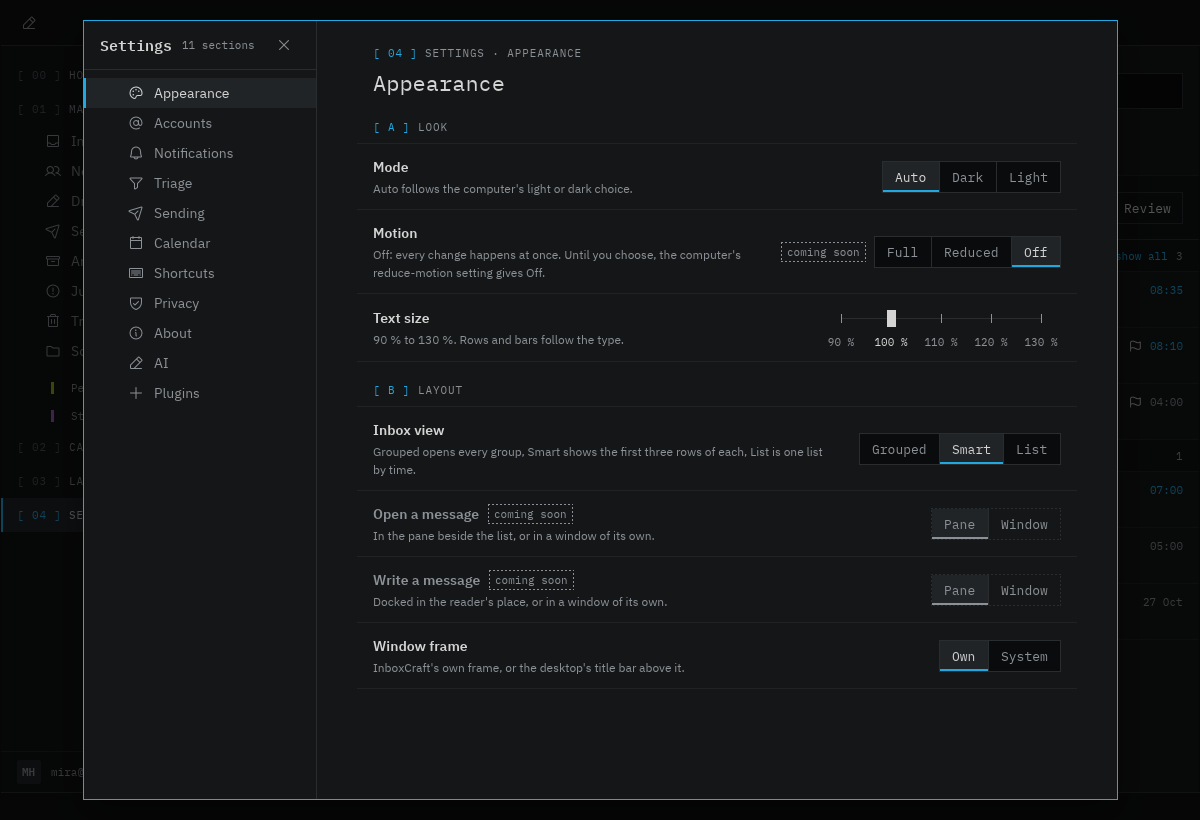 Settings 11 sections
Appearance
Accounts
Notifications
Triage
Sending
Calendar
Shortcuts
Privacy
About
AI
Plugins
[ 04 ] SETTINGS · APPEARANCE
Appearance
[ A ] LOOK
Mode
Auto follows the computer's light or dark choice.
Auto Dark Light
Motion
Off: every change happens at once. Until you choose, the computer's
reduce-motion setting gives Off.
coming soon Full Reduced Off
Text size
90 % to 130 %. Rows and bars follow the type.
90 % 100 % 110 % 120 % 130 %
[ B ] LAYOUT
Inbox view
Grouped opens every group, Smart shows the first three rows of each, List is one list
by time.
Grouped Smart List
Open a message coming soon
In the pane beside the list, or in a window of its own.
Pane Window
Write a message coming soon
Docked in the reader's place, or in a window of its own.
Pane Window
Window frame
InboxCraft's own frame, or the desktop's title bar above it.
Own System
[ 00 ]
[ 01 ]
[ 02 ]
[ 03 ]
[ 04 ]
MH
Review
show all 3
08:35
08:10
04:00
1
07:00
05:00
27 Oct